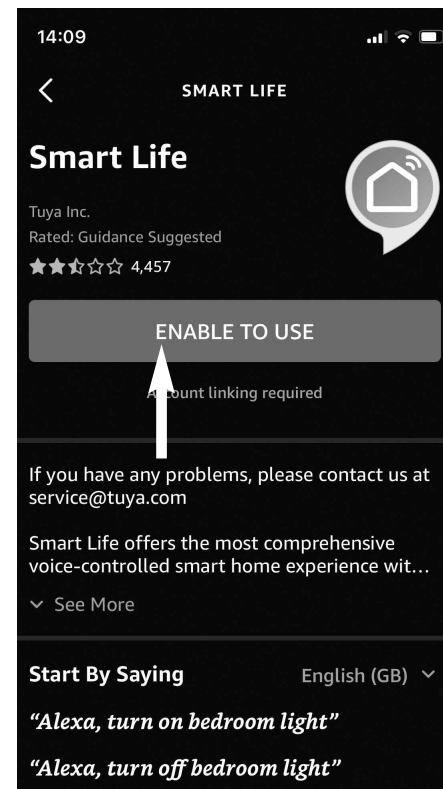 14:09
SMART LIFE
Smart Life
Tuya Inc.
Rated: Guidance Suggested
4,457
ENABLE TO USE
linking required
If you have any problems, please contact us at
service@tuya.com
Smart Life offers the most comprehensive
voice-controlled smart home experience wit...
See More
Start By Saying
English (GB)
“Alexa, turn on bedroom light”
“Alexa, turn off bedroom light”